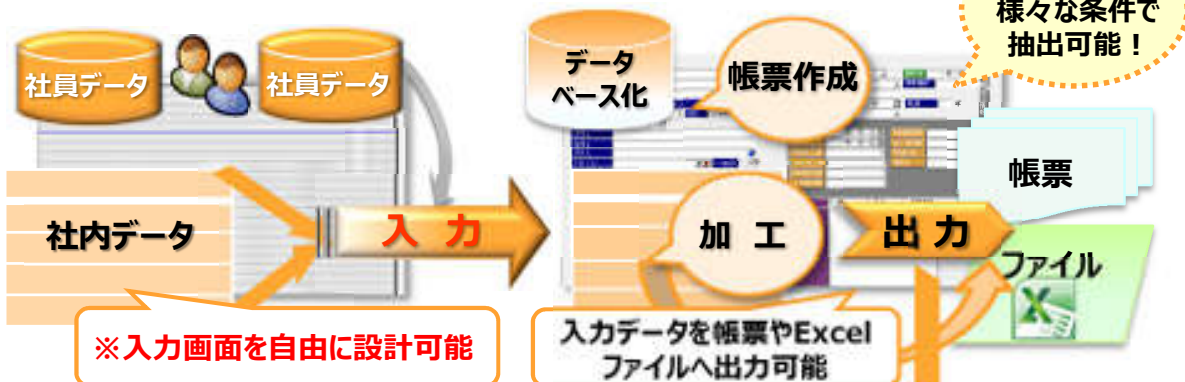 社員データ
社員データ
社内データ
入 力
※入力画面を自由に設計可能
データ
ベース化
帳票作成
加 工
出 力
入力データを帳票やExcel
ファイルへ出力可能
様々な条件で
抽出可能！
帳票
ファイル